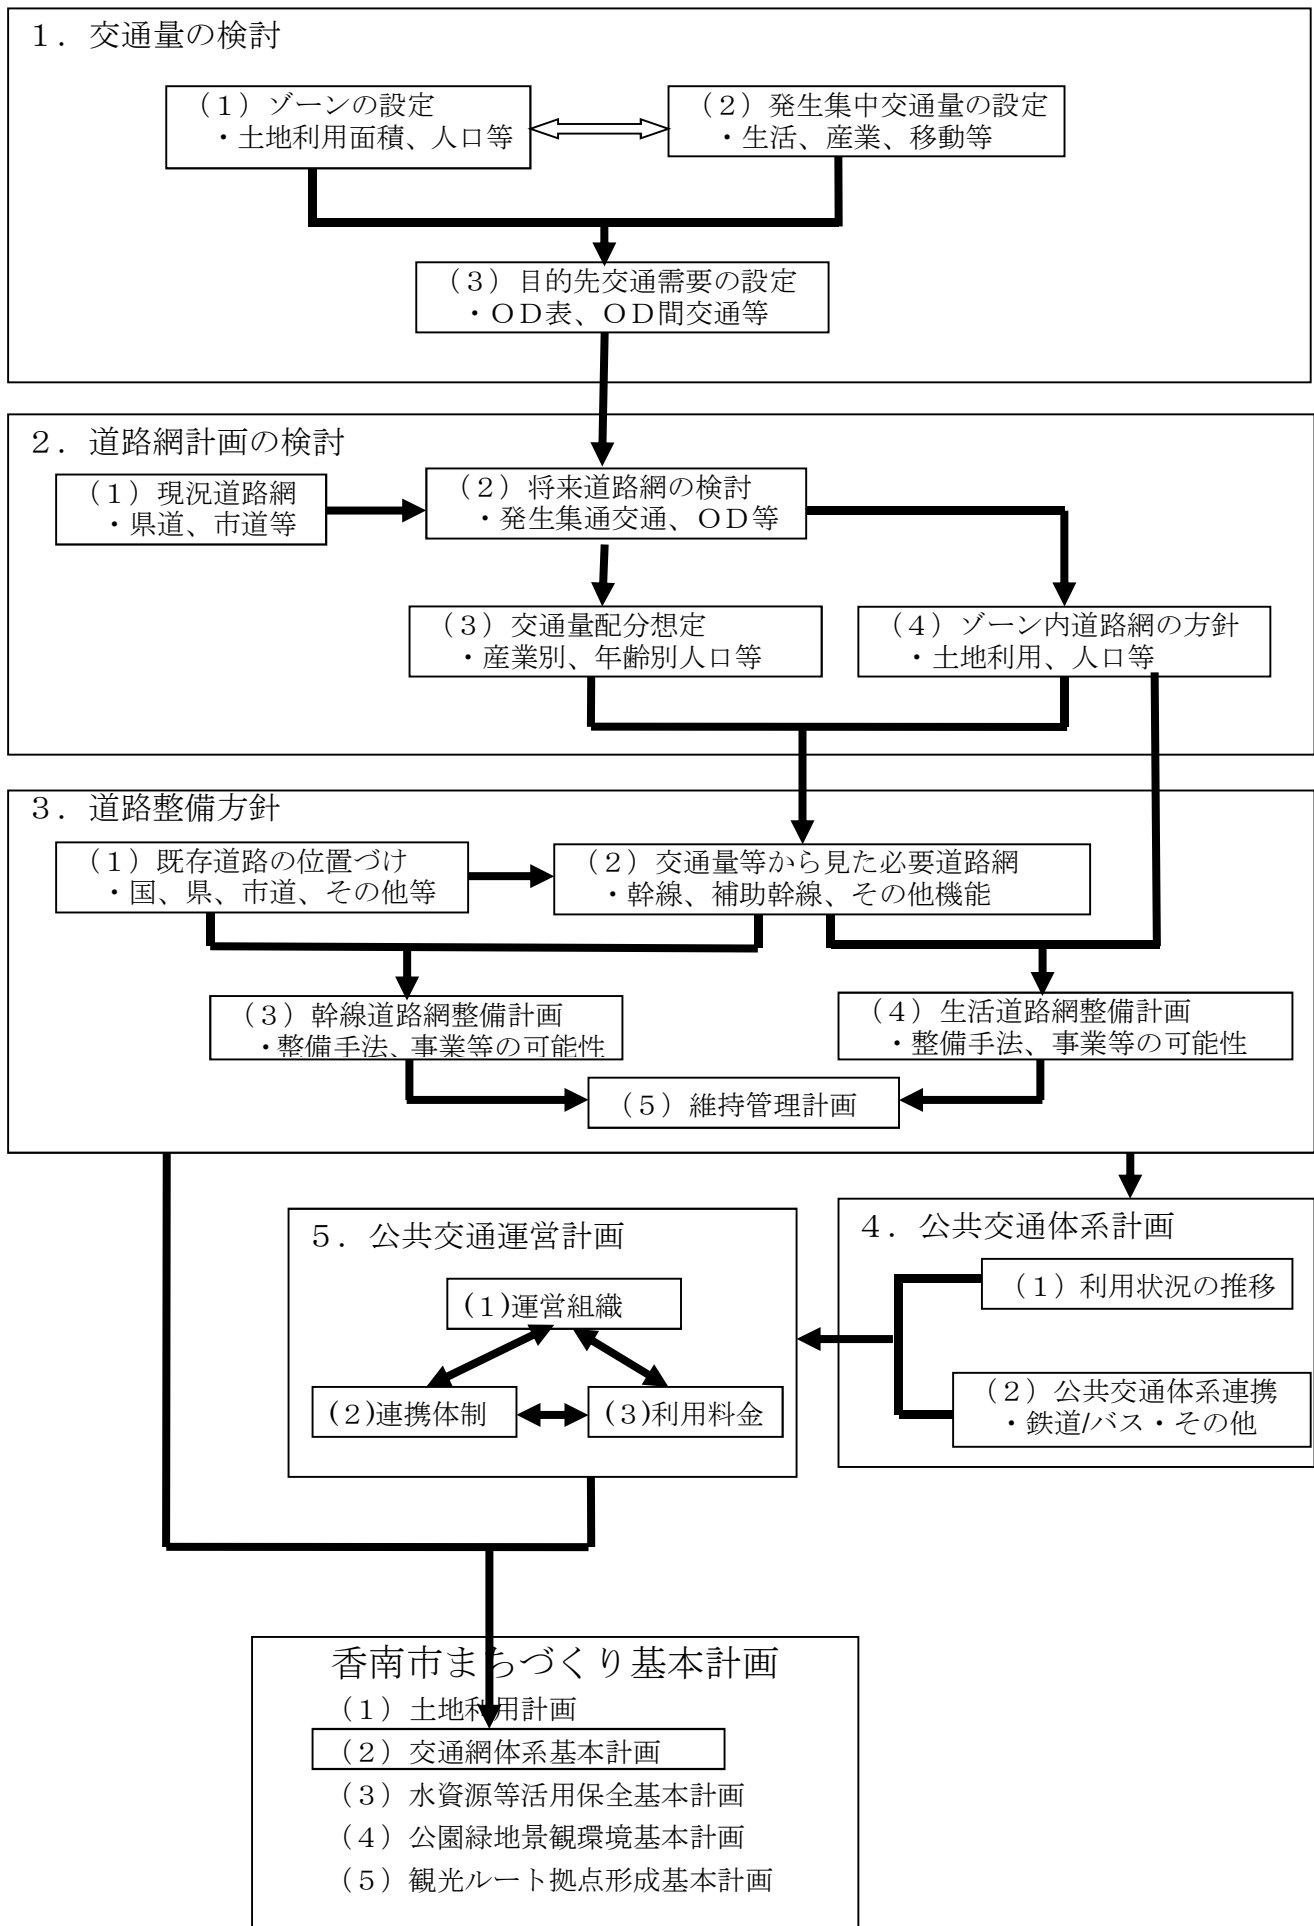 １．交通量の検討
（１）ゾーンの設定
・土地利用面積、人口等
（２）発生集中交通量の設定
・生活、産業、移動等
（３）目的先交通需要の設定
・ＯＤ表、ＯＤ間交通等
２．道路網計画の検討
（１）現況道路網
・県道、市道等
（２）将来道路網の検討
・発生集通交通、ＯＤ等
（３）交通量配分想定
・産業別、年齢別人口等
（４）ゾーン内道路網の方針
・土地利用、人口等
３．道路整備方針
（１）既存道路の位置づけ
・国、県、市道、その他等
（２）交通量等から見た必要道路網
・幹線、補助幹線、その他機能
（３）幹線道路網整備計画
・整備手法、事業等の可能性
（４）生活道路網整備計画
・整備手法、事業等の可能性
（５）維持管理計画
５．公共交通運営計画
(１)運営組織
(２)連携体制
(３)利用料金
４．公共交通体系計画
（１）利用状況の推移
（２）公共交通体系連携
・鉄道/バス・その他
香南市まちづくり基本計画
（１）土地利用計画
（２）交通網体系基本計画
（３）水資源等活用保全基本計画
（４）公園緑地景観環境基本計画
（５）観光ルート拠点形成基本計画